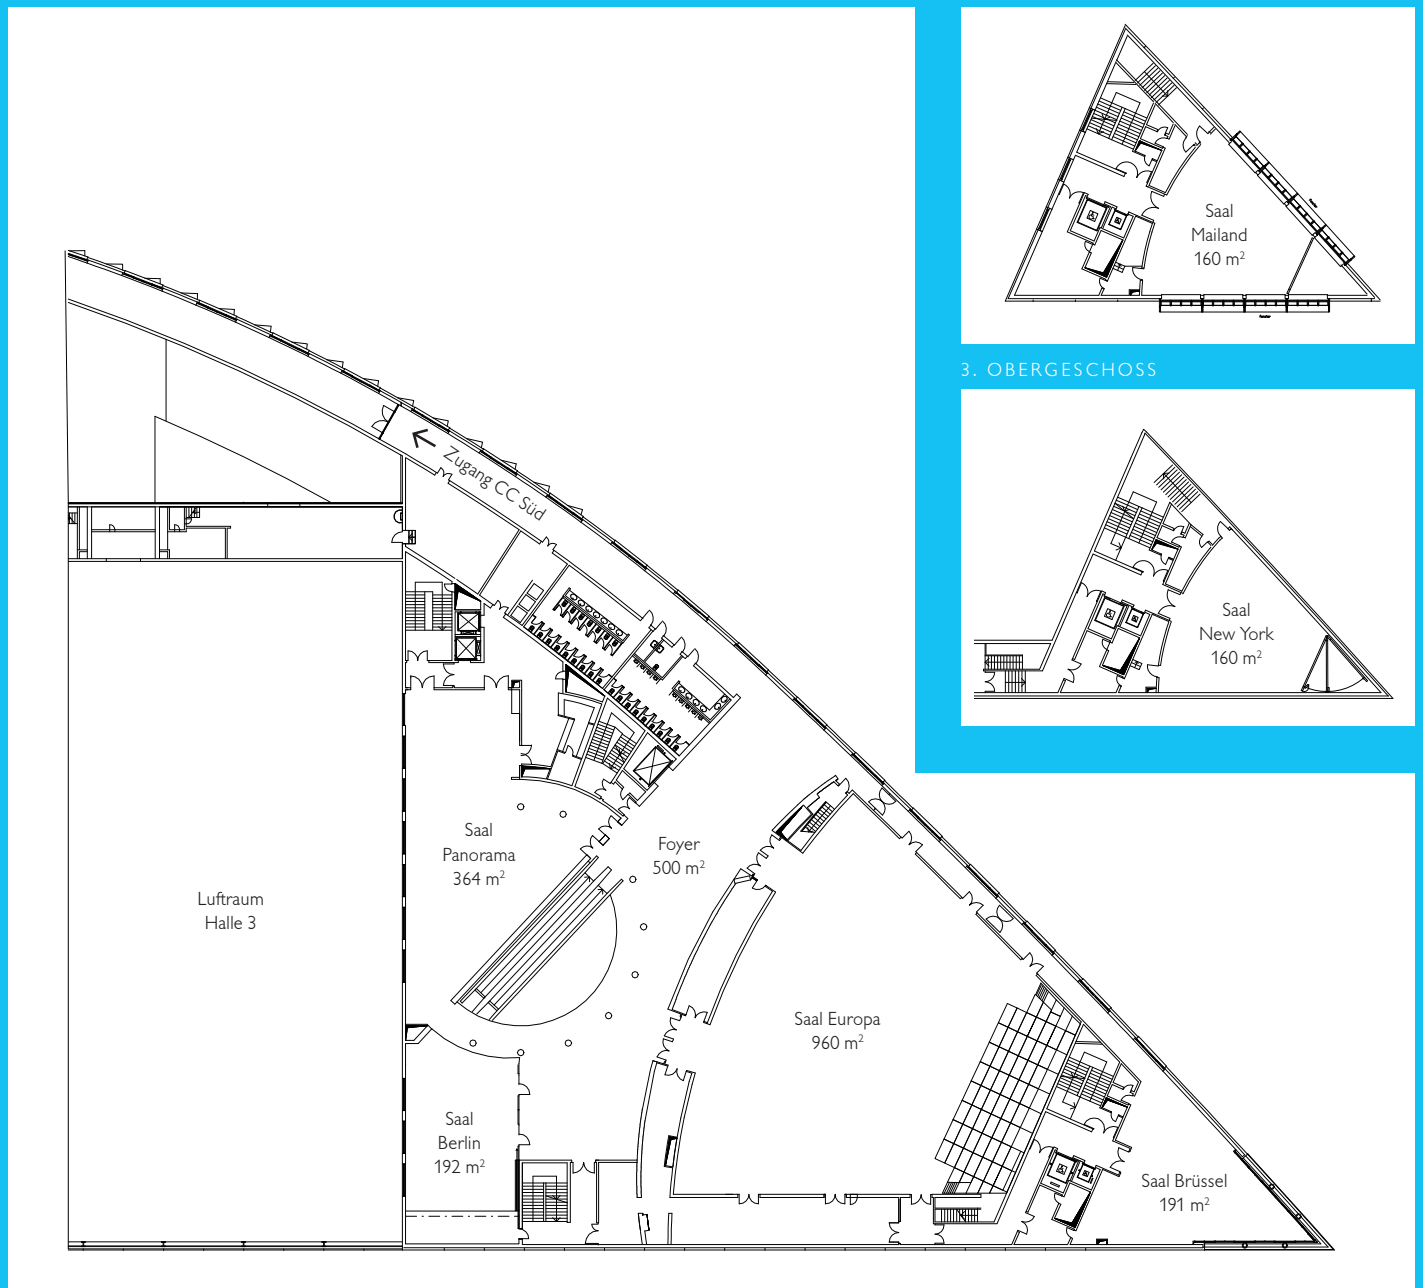 Saal
Mailand
160 m²
3. OBERGESCHOSS
Saal
New York
160 m²
Zugang CC Süd
Saal
Panorama
364 m²
Foyer
500 m²
Luftraum
Halle 3
Saal Europa
960 m²
Saal
Berlin
192 m²
Saal Brüssel
191 m²